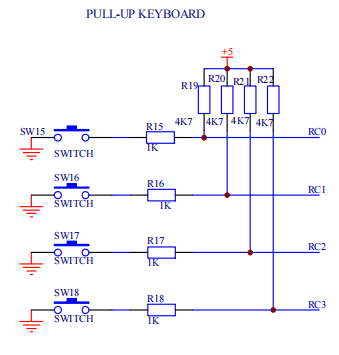 PULL-UP KEYBOARD
+5
R19 R20 R21 R22
4K7 4K7 4K7 4K7
SW15 R15 RC0
SWITCH 1K
SW16 R16 RC1
SWITCH 1K
SW17 R17 RC2
SWITCH 1K
SW18 R18 RC3
SWITCH 1K